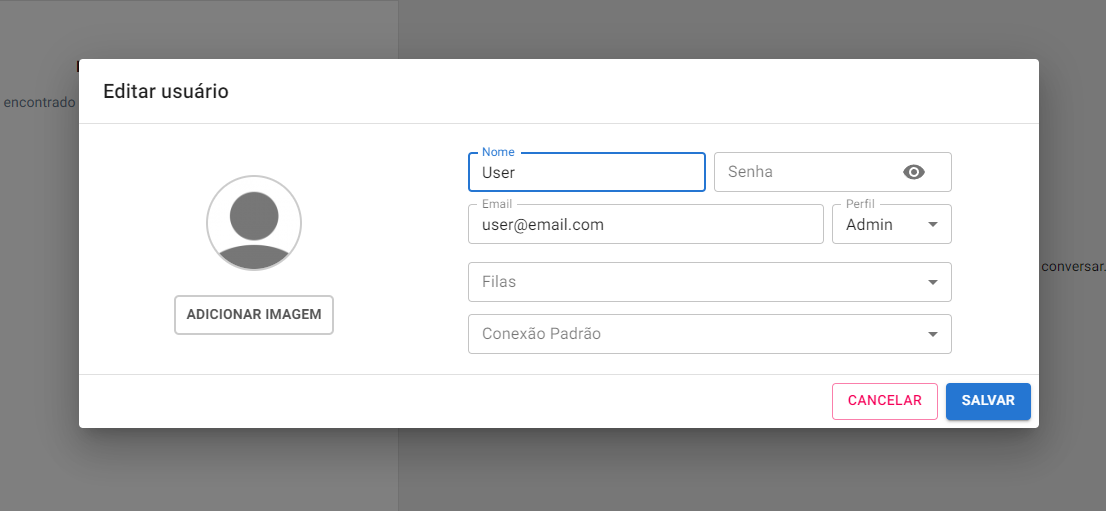 Editar usuário
encontrado
Nome
User
Senha
Email
user@email.com
Perfil
Admin
Filas
conversar.
ADICIONAR IMAGEM
Conexão Padrão
CANCELAR
SALVAR